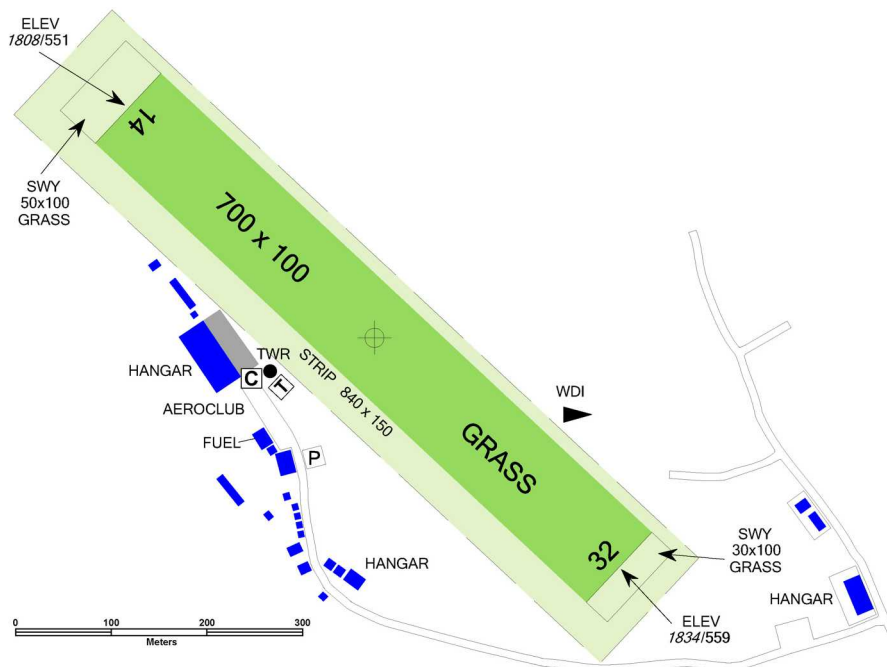 ELEV
1808/551
14
SWY
50x100
GRASS
700 x 100
TWR
STRIP 840 x 150
HANGAR
C
T
AEROCLUB
WDI
FUEL
P
GRASS
32
SWY
30x100
GRASS
HANGAR
HANGAR
ELEV
1834/559
0 100 200 300
Meters